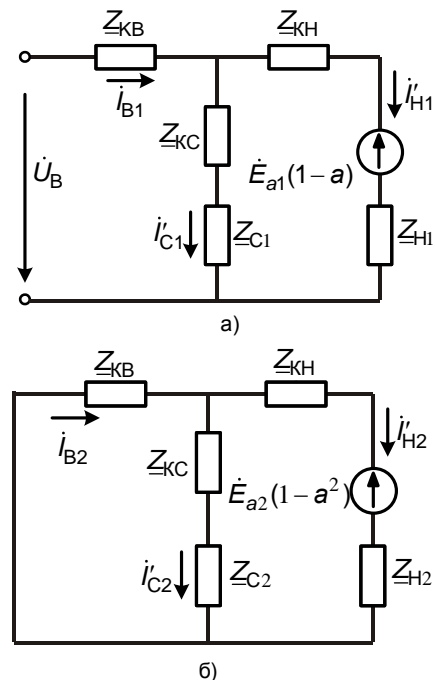 Z_КВ Z_КН
İ_В1 İ′_Н1
Z_КС
U̇_В Ė_a1(1−a)
İ′_С1 Z_С1 Z_Н1
а)
Z_КВ Z_КН
İ_В2 İ′_Н2
Z_КС
Ė_a2(1−a²)
İ′_С2 Z_С2 Z_Н2
б)